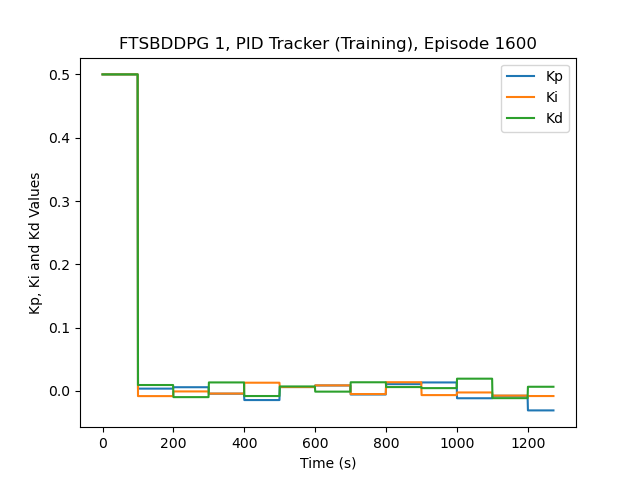 FTSBDDPG 1, PID Tracker (Training), Episode 1600
Kp
Ki
Kd
Kp, Ki and Kd Values
0.5
0.4
0.3
0.2
0.1
0.0
0 200 400 600 800 1000 1200
Time (s)